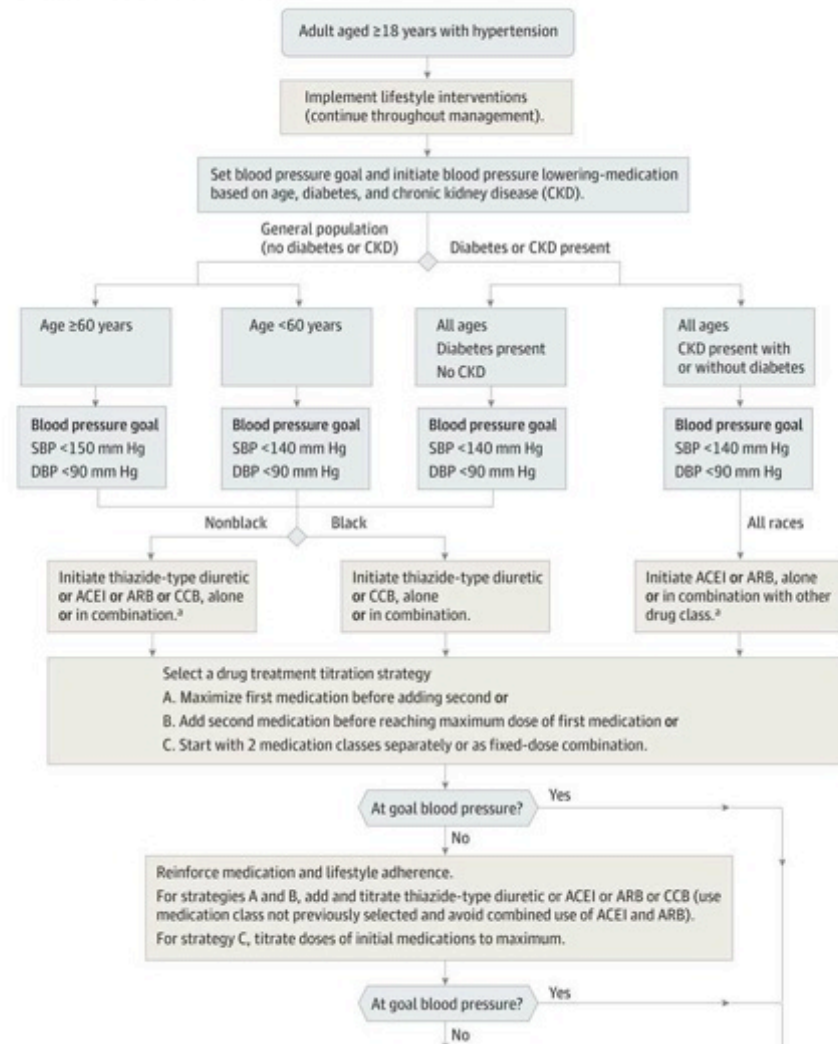 Adult aged ≥18 years with hypertension
Implement lifestyle interventions
(continue throughout management).
Set blood pressure goal and initiate blood pressure lowering-medication
based on age, diabetes, and chronic kidney disease (CKD).
General population
(no diabetes or CKD)
Diabetes or CKD present
Age ≥60 years
Age <60 years
All ages
Diabetes present
No CKD
All ages
CKD present with
or without diabetes
Blood pressure goal
SBP <150 mm Hg
DBP <90 mm Hg
Blood pressure goal
SBP <140 mm Hg
DBP <90 mm Hg
Blood pressure goal
SBP <140 mm Hg
DBP <90 mm Hg
Blood pressure goal
SBP <140 mm Hg
DBP <90 mm Hg
Nonblack
Black
All races
Initiate thiazide-type diuretic
or ACEI or ARB or CCB, alone
or in combination.ᵃ
Initiate thiazide-type diuretic
or CCB, alone
or in combination.
Initiate ACEI or ARB, alone
or in combination with other
drug class.ᵃ
Select a drug treatment titration strategy
A. Maximize first medication before adding second or
B. Add second medication before reaching maximum dose of first medication or
C. Start with 2 medication classes separately or as fixed-dose combination.
At goal blood pressure?
Yes
No
Reinforce medication and lifestyle adherence.
For strategies A and B, add and titrate thiazide-type diuretic or ACEI or ARB or CCB (use
medication class not previously selected and avoid combined use of ACEI and ARB).
For strategy C, titrate doses of initial medications to maximum.
At goal blood pressure?
Yes
No